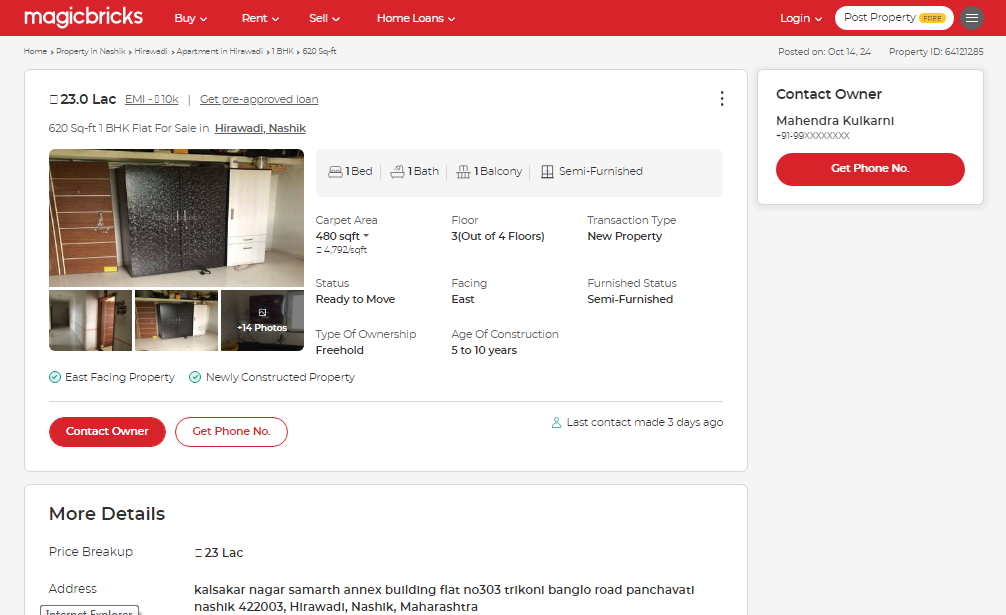 magicbricks
Buy Rent Sell Home Loans Login Post Property FREE
Home > Property in Nashik > Hirawadi > Apartment in Hirawadi > 1 BHK > 620 Sq-ft
Posted on: Oct 14, 24 Property ID: 64121285
23.0 Lac EMI - 10k | Get pre-approved loan
620 Sq-ft 1 BHK Flat For Sale in Hirawadi, Nashik
1 Bed 1 Bath 1 Balcony Semi-Furnished
Carpet Area Floor Transaction Type
480 sqft 3(Out of 4 Floors) New Property
4,792/sqft
Status Facing Furnished Status
Ready to Move East Semi-Furnished
+14 Photos
Type Of Ownership Age Of Construction
Freehold 5 to 10 years
East Facing Property Newly Constructed Property
Contact Owner Get Phone No. Last contact made 3 days ago
Contact Owner
Mahendra Kulkarni
+91-99XXXXXXXX
Get Phone No.
More Details
Price Breakup 23 Lac
Address kalsakar nagar samarth annex building flat no303 trikoni banglo road panchavati
nashik 422003, Hirawadi, Nashik, Maharashtra
Internet Explorer